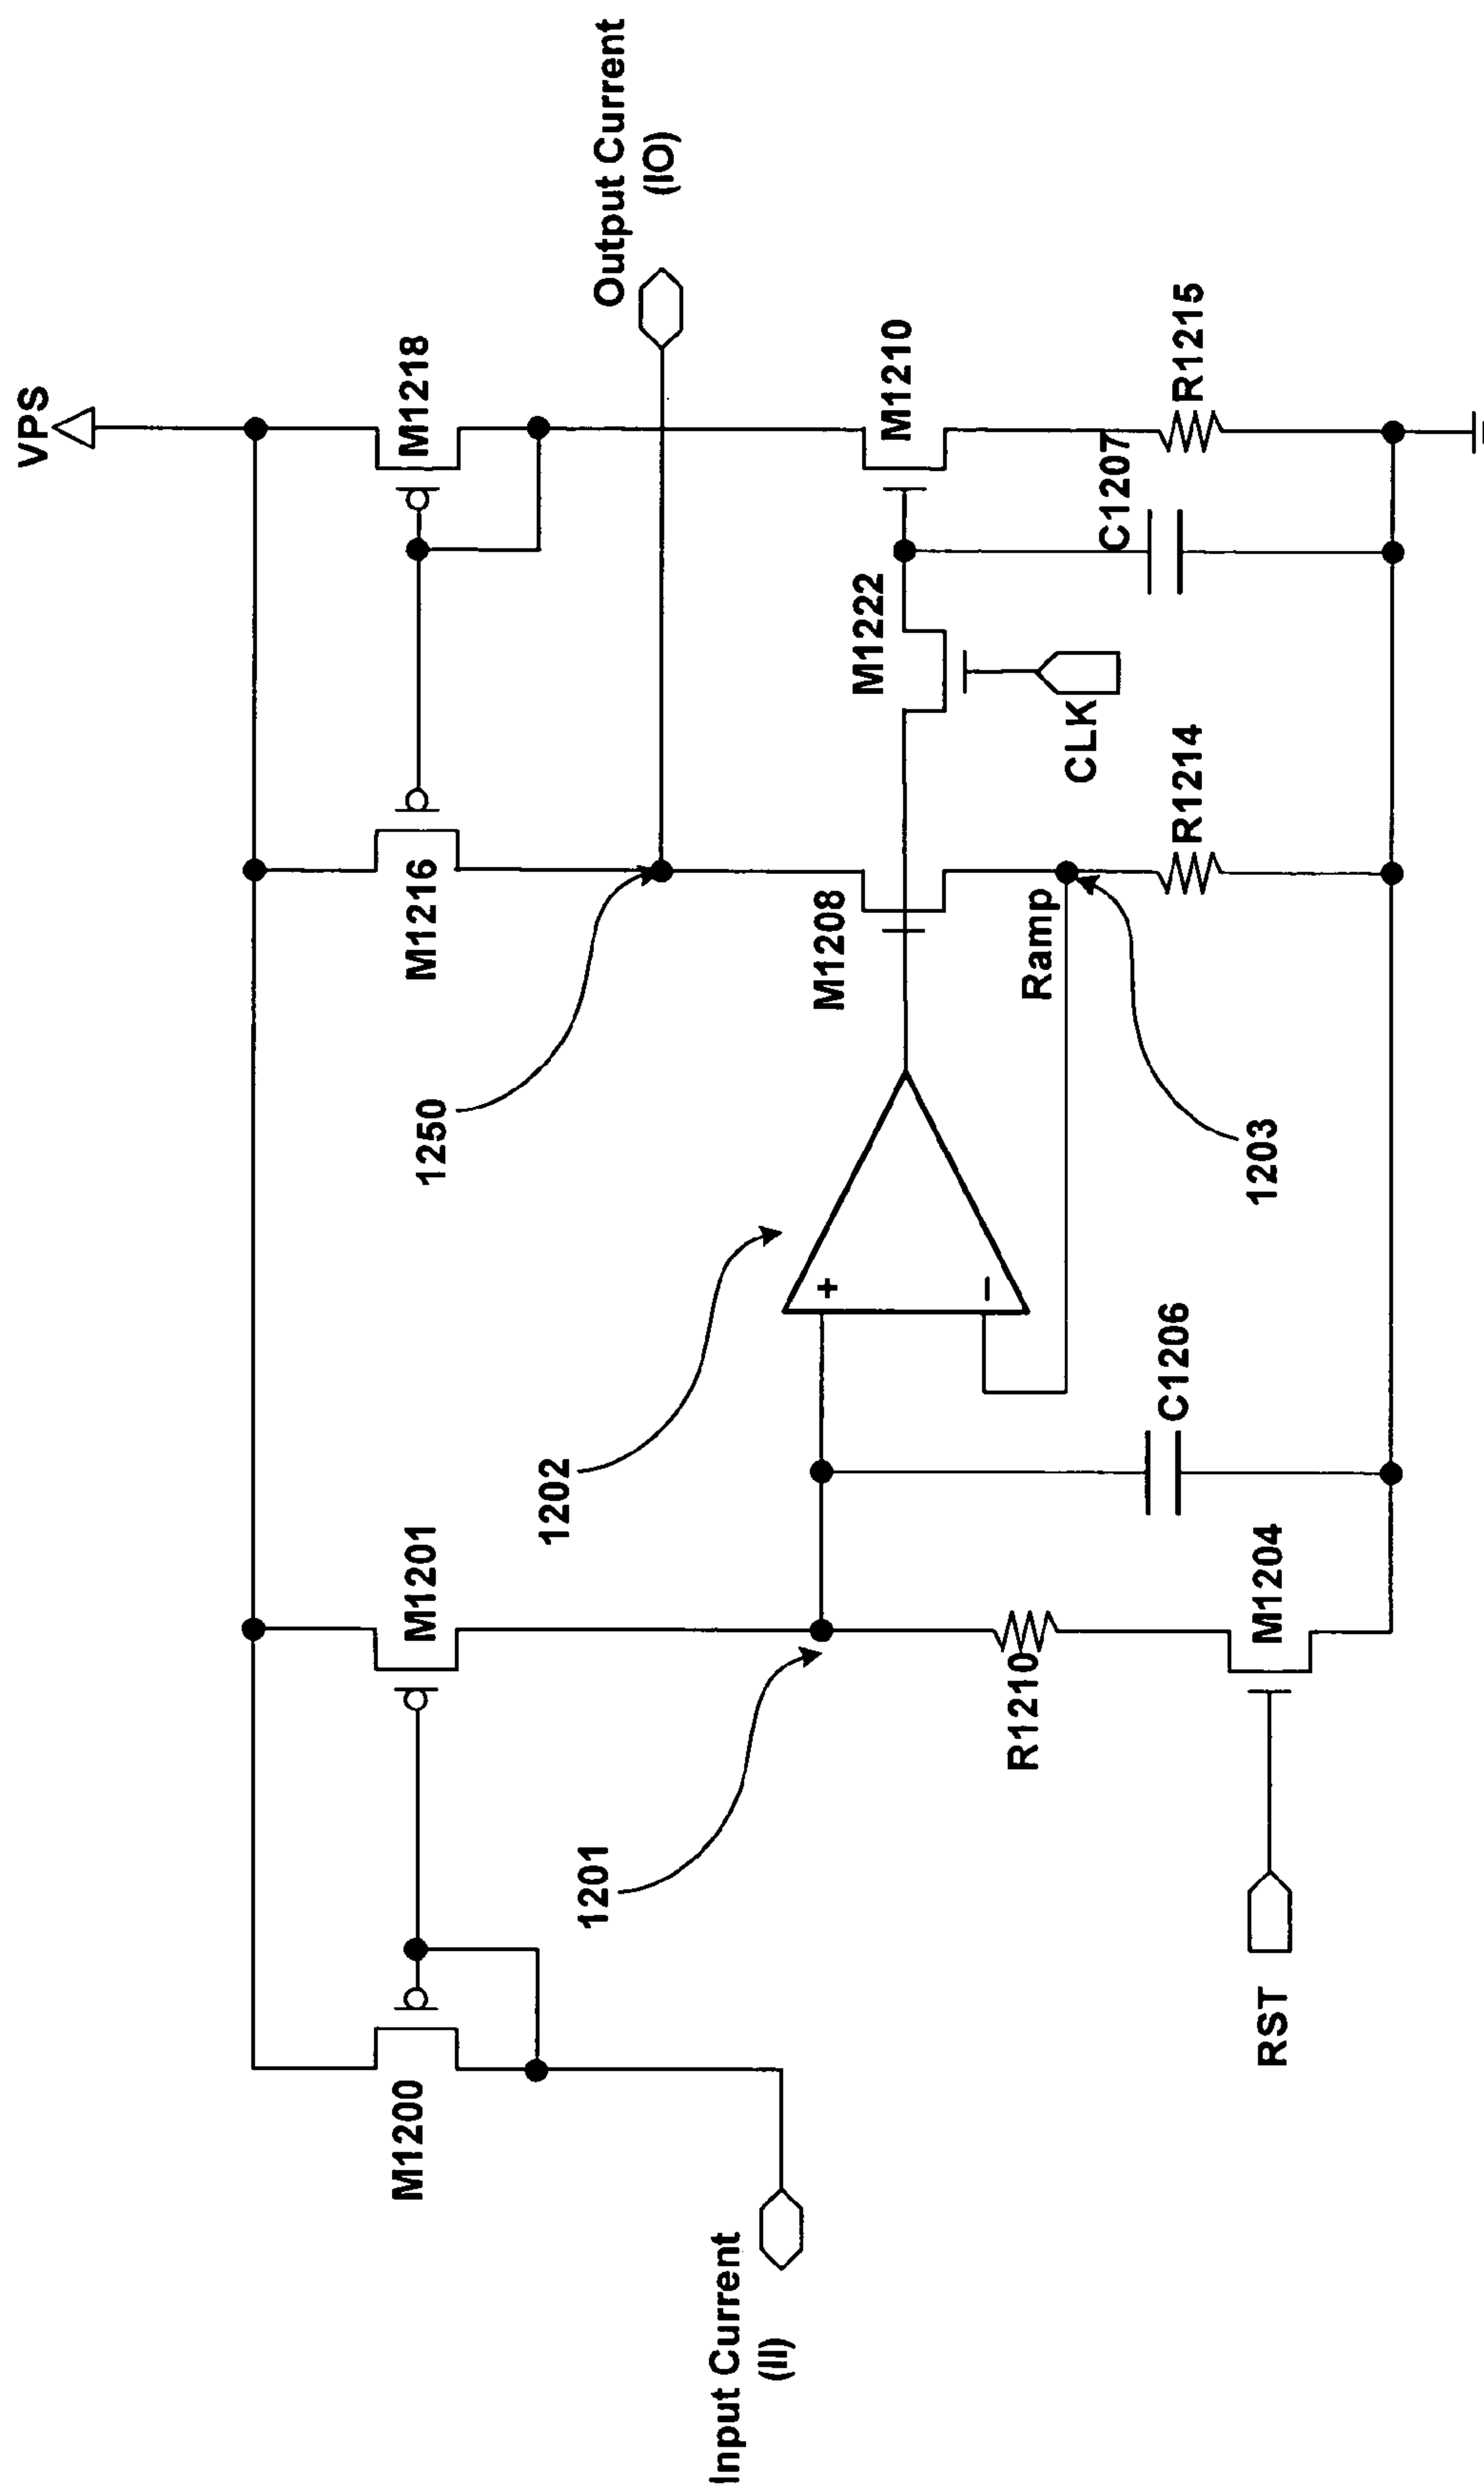 VPS
M1200
M1201
M1216
M1218
1250
Output Current
(IO)
1202
1201
Input Current
(II)
+
−
M1208
M1222
M1210
Ramp
CLK
C1207
R1210
C1206
R1214
R1215
1203
RST
M1204